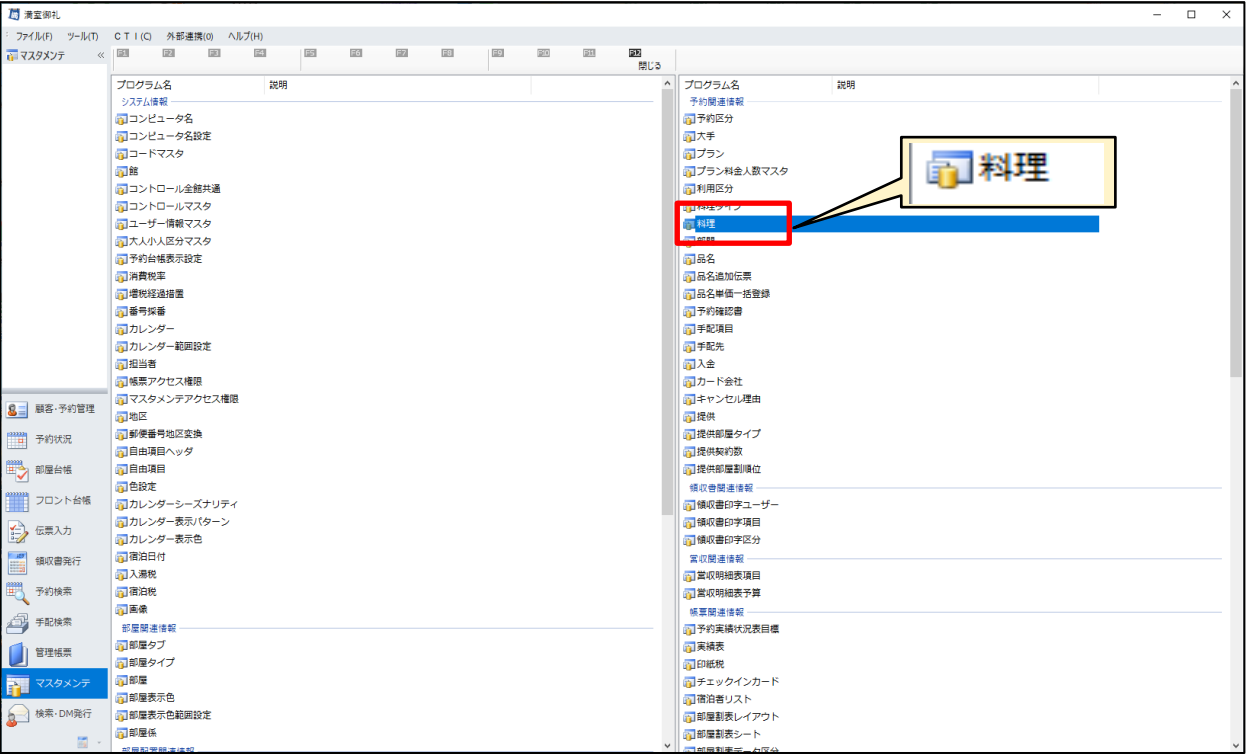 満室御礼
ファイル(F) ツール(T) CTI(C) 外部連携(O) ヘルプ(H)
マスタメンテ «
F1 F2 F3 F4 F5 F6 F7 F8 F9 F10 F11 F12
閉じる
プログラム名 説明
システム情報
コンピュータ名
コンピュータ名設定
コードマスタ
館
コントロール全館共通
コントロールマスタ
ユーザー情報マスタ
大人小人区分マスタ
予約台帳表示設定
消費税率
増税経過措置
番号採番
カレンダー
カレンダー範囲設定
担当者
帳票アクセス権限
マスタメンテアクセス権限
地区
郵便番号地区変換
自由項目ヘッダ
自由項目
色設定
カレンダーシーズナリティ
カレンダー表示パターン
カレンダー表示色
宿泊日付
入湯税
宿泊税
画像
部屋関連情報
部屋タブ
部屋タイプ
部屋
部屋表示色
部屋表示色範囲設定
部屋係
部屋配置関連情報
プログラム名 説明
予約関連情報
予約区分
大手
プラン
プラン料金人数マスタ
利用区分
料理タイプ
料理
部門
品名
品名追加伝票
品名単価一括登録
予約確認書
手配項目
手配先
入金
カード会社
キャンセル理由
提供
提供部屋タイプ
提供契約数
提供部屋割順位
領収書関連情報
領収書印字ユーザー
領収書印字項目
領収書印字区分
営収関連情報
営収明細表項目
営収明細表予算
帳票関連情報
予約実績状況表目標
実績表
印紙税
チェックインカード
宿泊者リスト
部屋割表レイアウト
部屋割表シート
部屋割表データ区分
料理
顧客・予約管理
予約状況
部屋台帳
フロント台帳
伝票入力
領収書発行
予約検索
手配検索
管理帳票
マスタメンテ
検索・DM発行